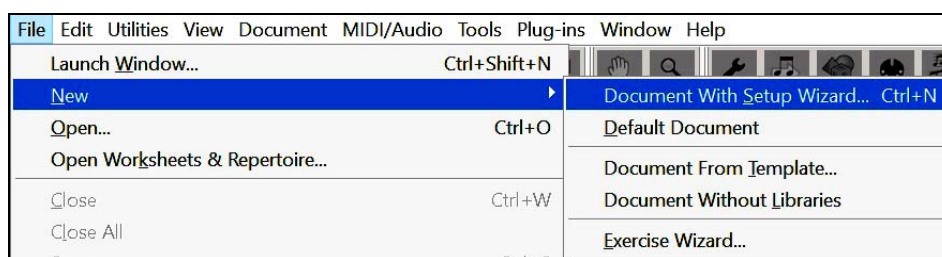 File Edit Utilities View Document MIDI/Audio Tools Plug-ins Window Help
Launch Window... Ctrl+Shift+N
New
Open... Ctrl+O
Open Worksheets & Repertoire...
Close Ctrl+W
Close All
Document With Setup Wizard... Ctrl+N
Default Document
Document From Template...
Document Without Libraries
Exercise Wizard...